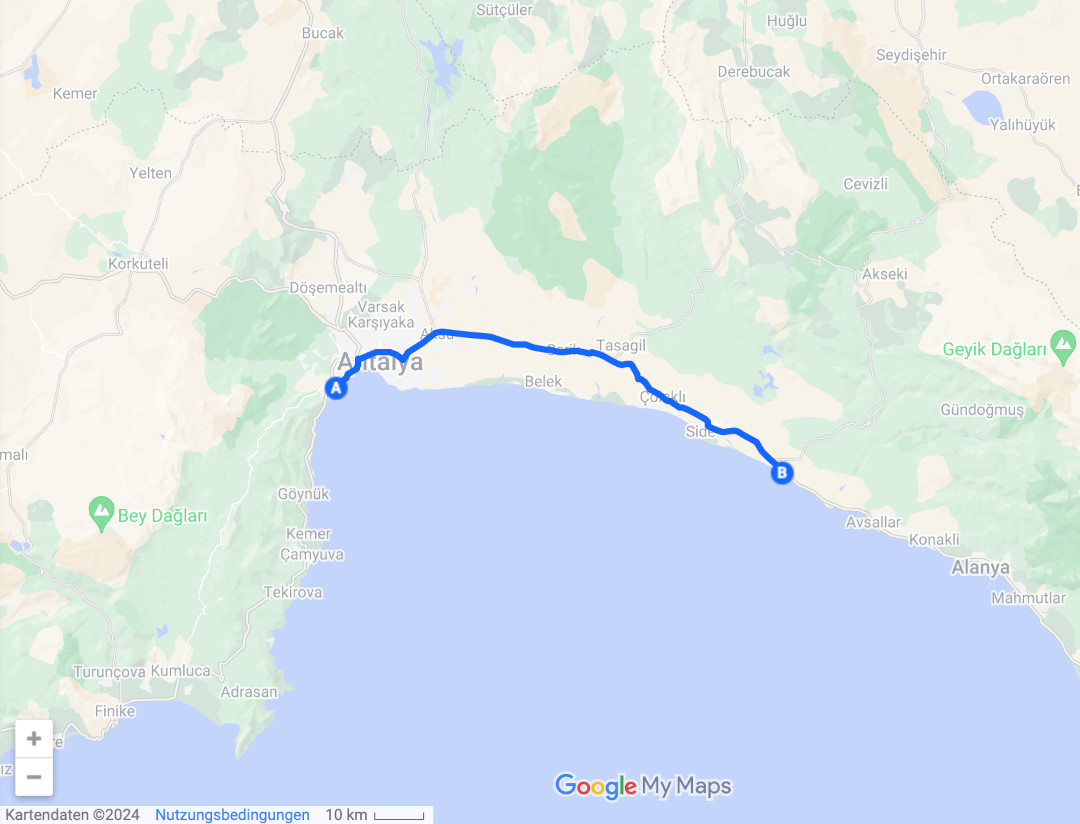 Sütçüler
Huğlu
Bucak
Seydişehir
Derebucak
Ortakaraören
Kemer
Yalıhüyük
Yelten
Cevizli
Korkuteli
Akseki
Döşemealtı
Varsak
Karşıyaka
Aksu
Serik
Tasagil
Geyik Dağları
Antalya
A
Belek
Çolaklı
Gündoğmuş
Side
malı
B
Göynük
Bey Dağları
Avsallar
Kemer
Konakli
Çamyuva
Alanya
Tekirova
Mahmutlar
Turunçova
Kumluca
Adrasan
Finike
+
−
Google My Maps
Kartendaten ©2024 Nutzungsbedingungen 10 km